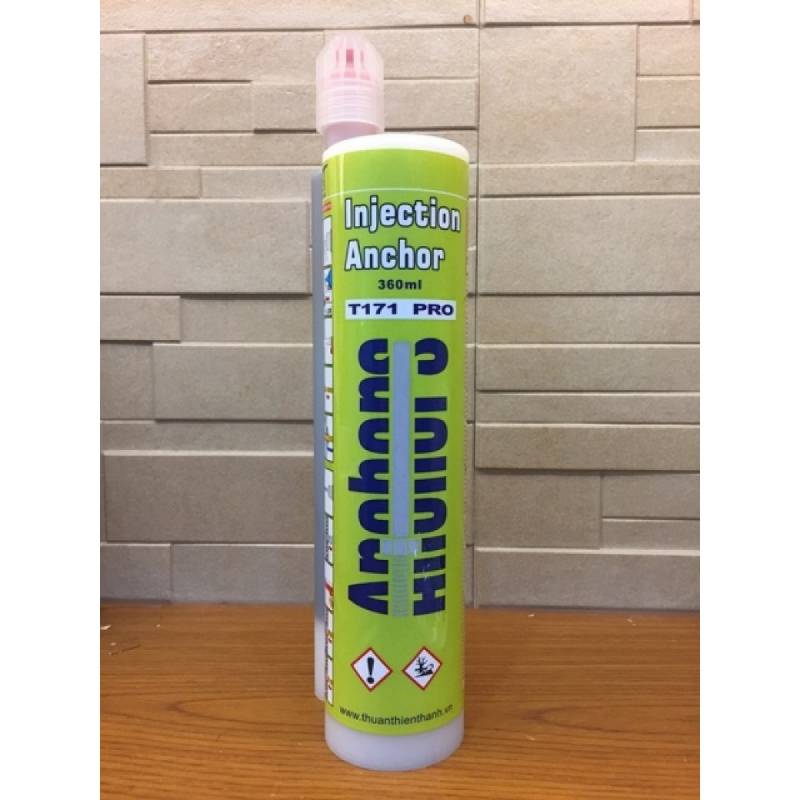 Injection
Anchor
360ml
T171 PRO
Anchors
www.thuanthienthanh.vn